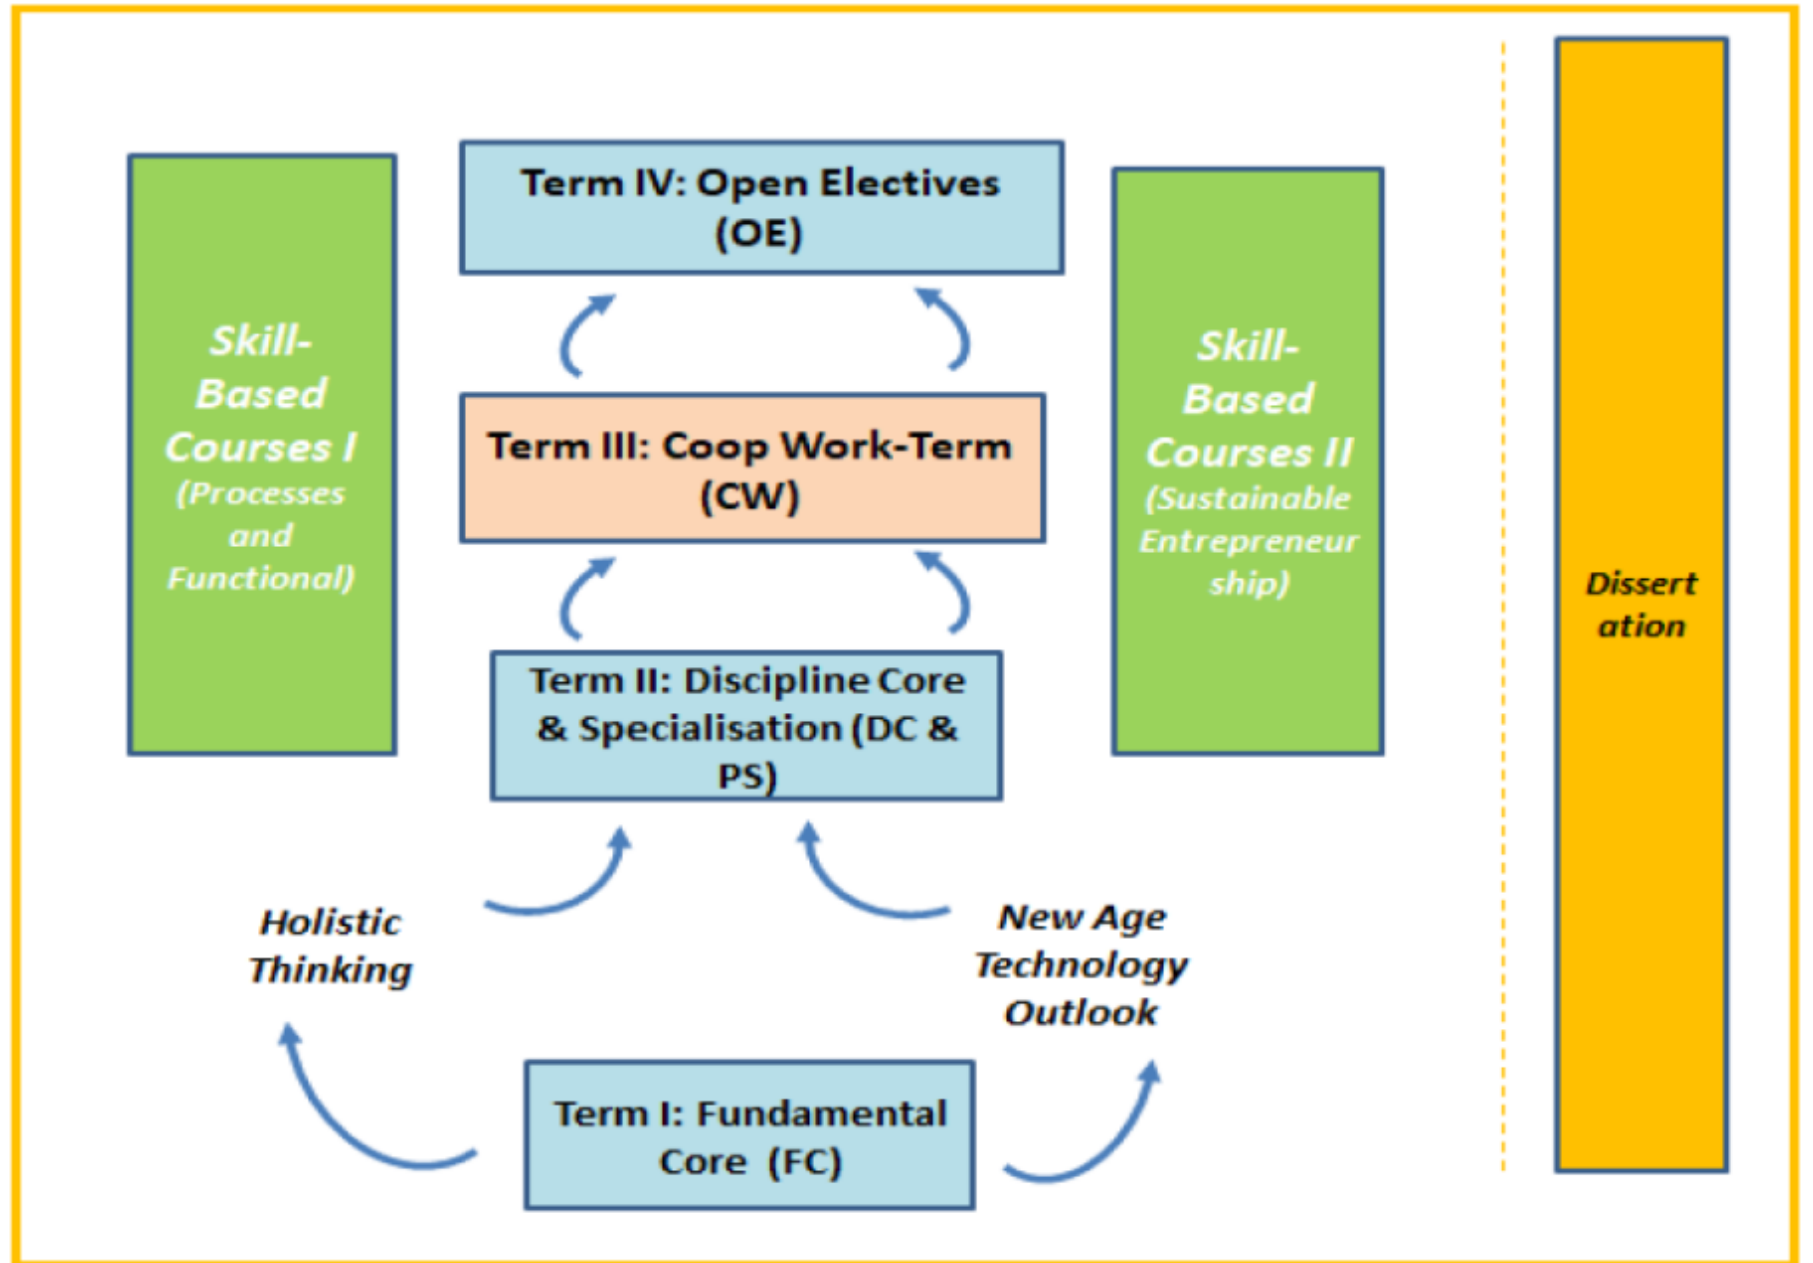 Term IV: Open Electives
(OE)
Skill-
Based
Courses I
(Processes
and
Functional)
Term III: Coop Work-Term
(CW)
Skill-
Based
Courses II
(Sustainable
Entrepreneur
ship)
Dissert
ation
Term II: Discipline Core
& Specialisation (DC &
PS)
Holistic
Thinking
New Age
Technology
Outlook
Term I: Fundamental
Core (FC)